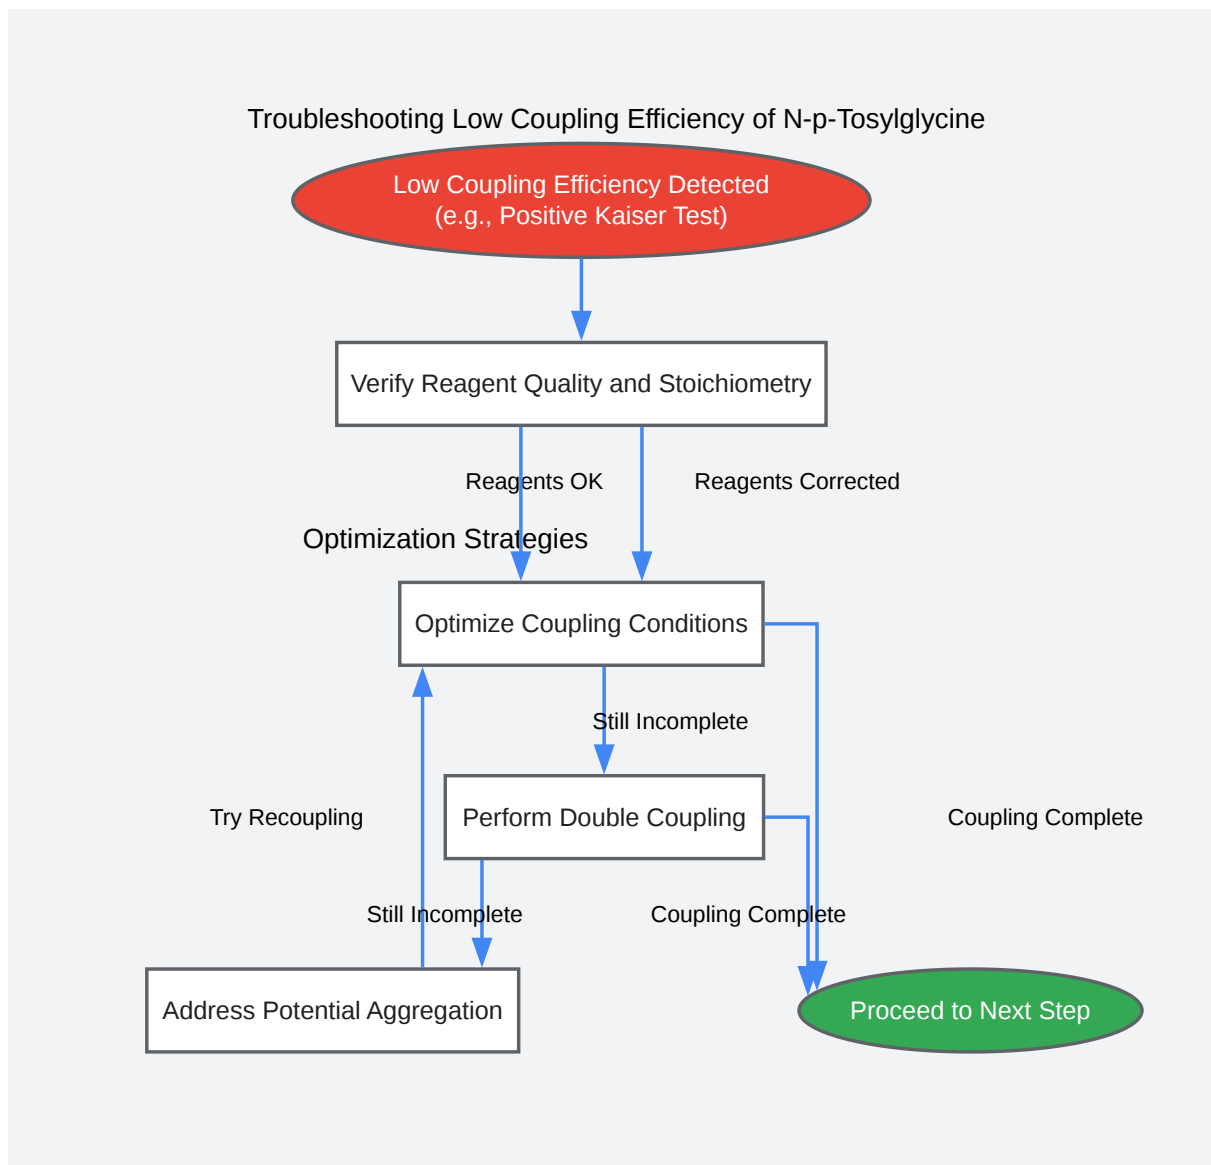 Troubleshooting Low Coupling Efficiency of N-p-Tosylglycine
Low Coupling Efficiency Detected
(e.g., Positive Kaiser Test)
Verify Reagent Quality and Stoichiometry
Reagents OK
Reagents Corrected
Optimization Strategies
Optimize Coupling Conditions
Still Incomplete
Perform Double Coupling
Try Recoupling
Coupling Complete
Still Incomplete
Coupling Complete
Address Potential Aggregation
Proceed to Next Step